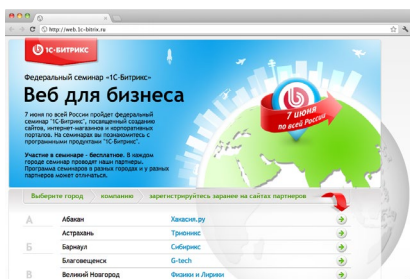 http://web.1c-bitrix.ru
1С-БИТРИКС
Федеральный семинар «1С-Битрикс»
Веб для бизнеса
7 июня по всей России пройдет федеральный
семинар "1С-Битрикс", посвященный созданию
сайтов, интернет-магазинов и корпоративных
порталов. На семинарах вы познакомитесь с
программными продуктами "1С-Битрикс".
Участие в семинаре - бесплатное. В каждом
городе семинар проводят наши партнеры.
Программа семинаров в разных городах и у разных
партнеров может отличаться.
7 июня
по всей России
Выберите город компанию зарегистрируйтесь заранее на сайтах партнеров
А Абакан Хакасия.ру
Астрахань Трионикс
Б Барнаул Сибирикс
Благовещенск G-tech
В Великий Новгород Физики и Лирики